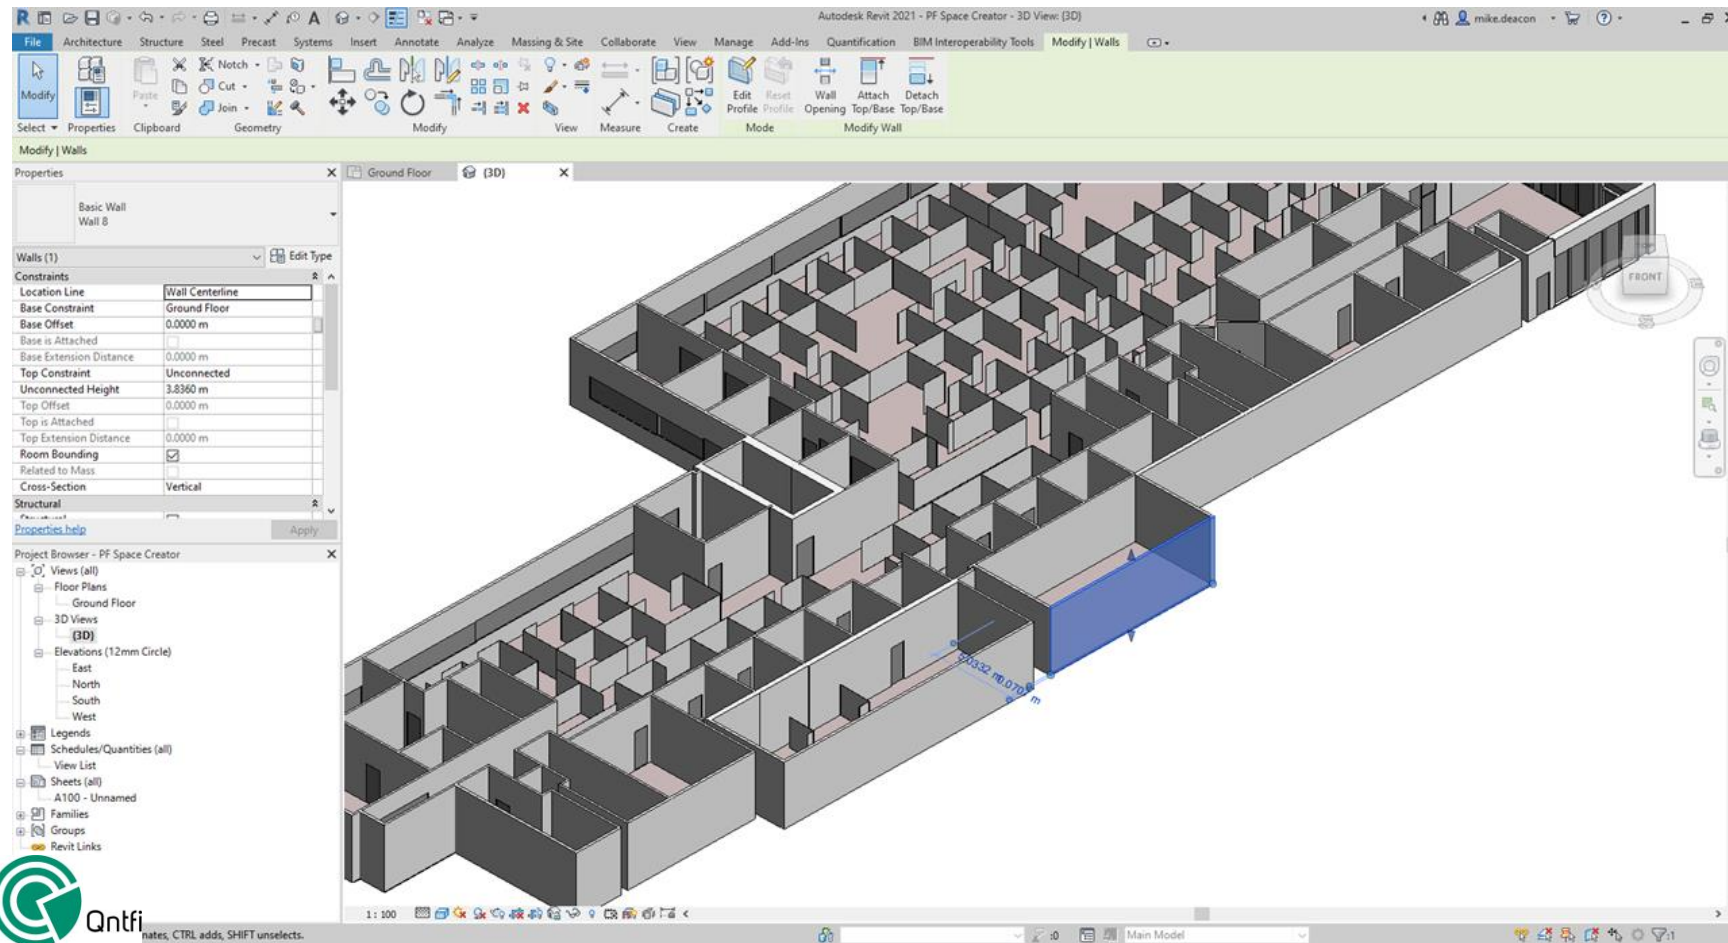 Autodesk Revit 2021 - PF Space Creator - 3D View: {3D}
mike.deacon
File Architecture Structure Steel Precast Systems Insert Annotate Analyze Massing & Site Collaborate View Manage Add-Ins Quantification BIM Interoperability Tools Modify | Walls
Modify
Paste
Notch
Cut
Join
Edit Profile
Reset Profile
Wall Opening
Attach Top/Base
Detach Top/Base
Select Properties Clipboard Geometry Modify View Measure Create Mode Modify Wall
Modify | Walls
Properties
Ground Floor
{3D}
Basic Wall
Wall 8
Walls (1)
Edit Type
Constraints
Location Line Wall Centerline
Base Constraint Ground Floor
Base Offset 0.0000 m
Base is Attached
Base Extension Distance 0.0000 m
Top Constraint Unconnected
Unconnected Height 3.8360 m
Top Offset 0.0000 m
Top is Attached
Top Extension Distance 0.0000 m
Room Bounding
Related to Mass
Cross-Section Vertical
Structural
Properties help
Apply
Project Browser - PF Space Creator
Views (all)
Floor Plans
Ground Floor
3D Views
{3D}
Elevations (12mm Circle)
East
North
South
West
Legends
Schedules/Quantities (all)
View List
Sheets (all)
A100 - Unnamed
Families
Groups
Revit Links
FRONT
1 : 100
Qntfi
nates, CTRL adds, SHIFT unselects.
:0
Main Model
:1